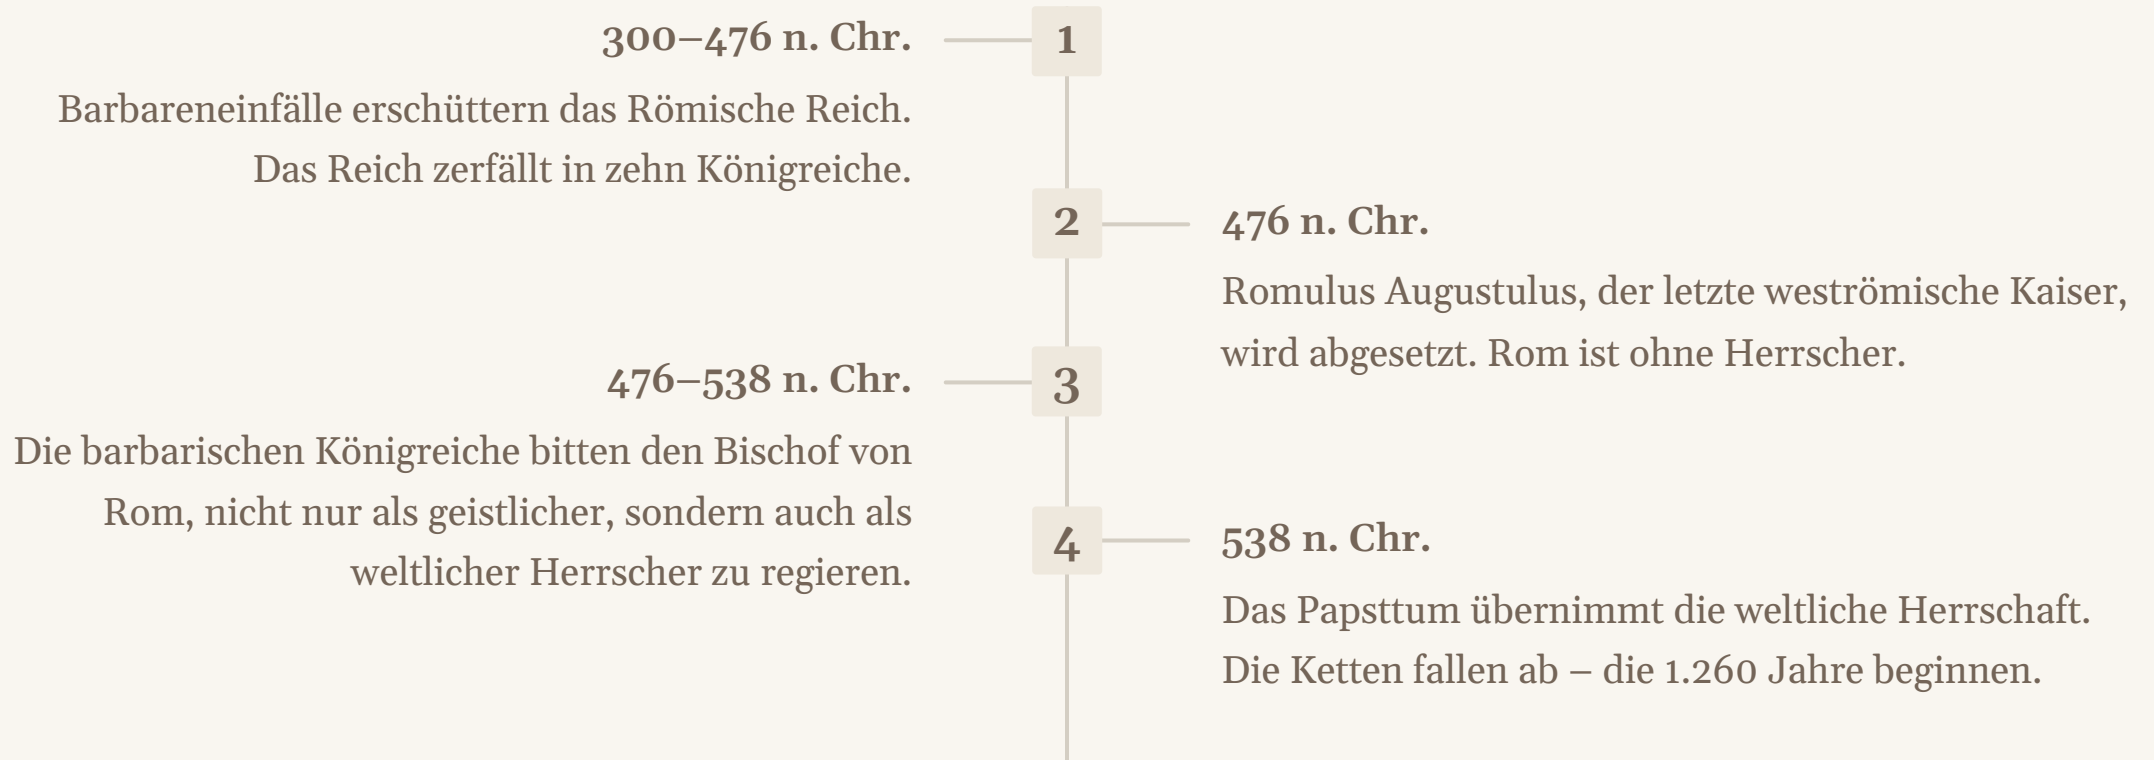 1
300–476 n. Chr.
Barbareneinfälle erschüttern das Römische Reich.
Das Reich zerfällt in zehn Königreiche.
2
476 n. Chr.
Romulus Augustulus, der letzte weströmische Kaiser,
wird abgesetzt. Rom ist ohne Herrscher.
3
476–538 n. Chr.
Die barbarischen Königreiche bitten den Bischof von
Rom, nicht nur als geistlicher, sondern auch als
weltlicher Herrscher zu regieren.
4
538 n. Chr.
Das Papsttum übernimmt die weltliche Herrschaft.
Die Ketten fallen ab – die 1.260 Jahre beginnen.